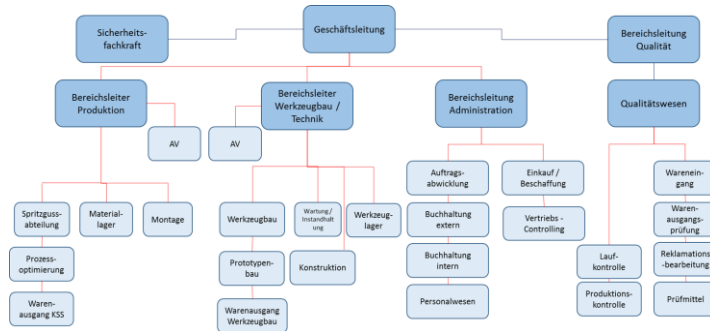 Geschäftsleitung
Sicherheits-
fachkraft
Bereichsleitung
Qualität
Bereichsleiter
Produktion
AV
Bereichsleiter
Werkzeugbau /
Technik
AV
Bereichsleitung
Administration
Qualitätswesen
Spritzguss-
abteilung
Material-
lager
Montage
Prozess-
optimierung
Waren-
ausgang KSS
Werkzeugbau
Wartung /
Instandhalt
ung
Werkzeug-
lager
Prototypen-
bau
Konstruktion
Warenausgang
Werkzeugbau
Auftrags-
abwicklung
Buchhaltung
extern
Buchhaltung
intern
Personalwesen
Einkauf /
Beschaffung
Vertriebs -
Controlling
Lauf-
kontrolle
Produktions-
kontrolle
Warenein-
gang
Waren-
ausgangs-
prüfung
Reklamations
-bearbeitung
Prüfmittel